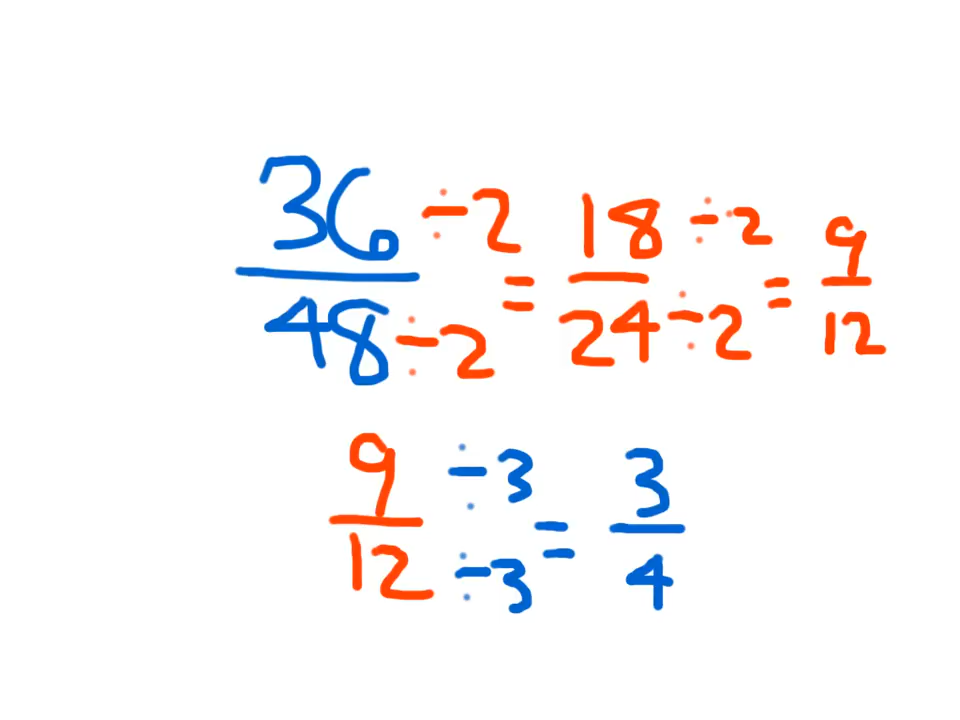 36/48 ÷2/÷2 = 18/24 ÷2/÷2 = 9/12
9/12 ÷3/÷3 = 3/4